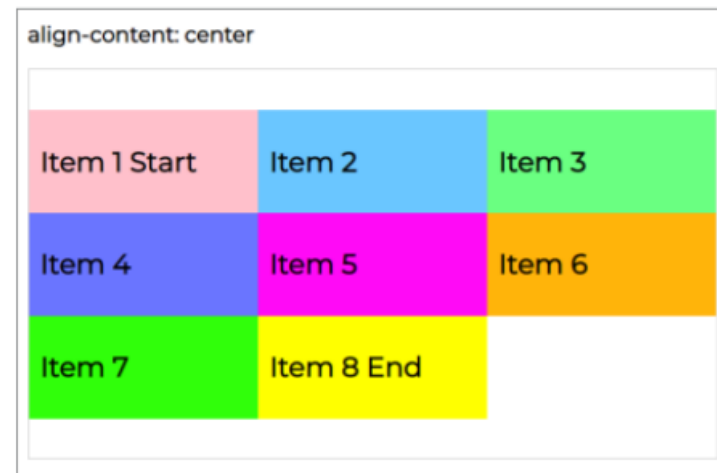 align-content: center
Item 1 Start
Item 2
Item 3
Item 4
Item 5
Item 6
Item 7
Item 8 End